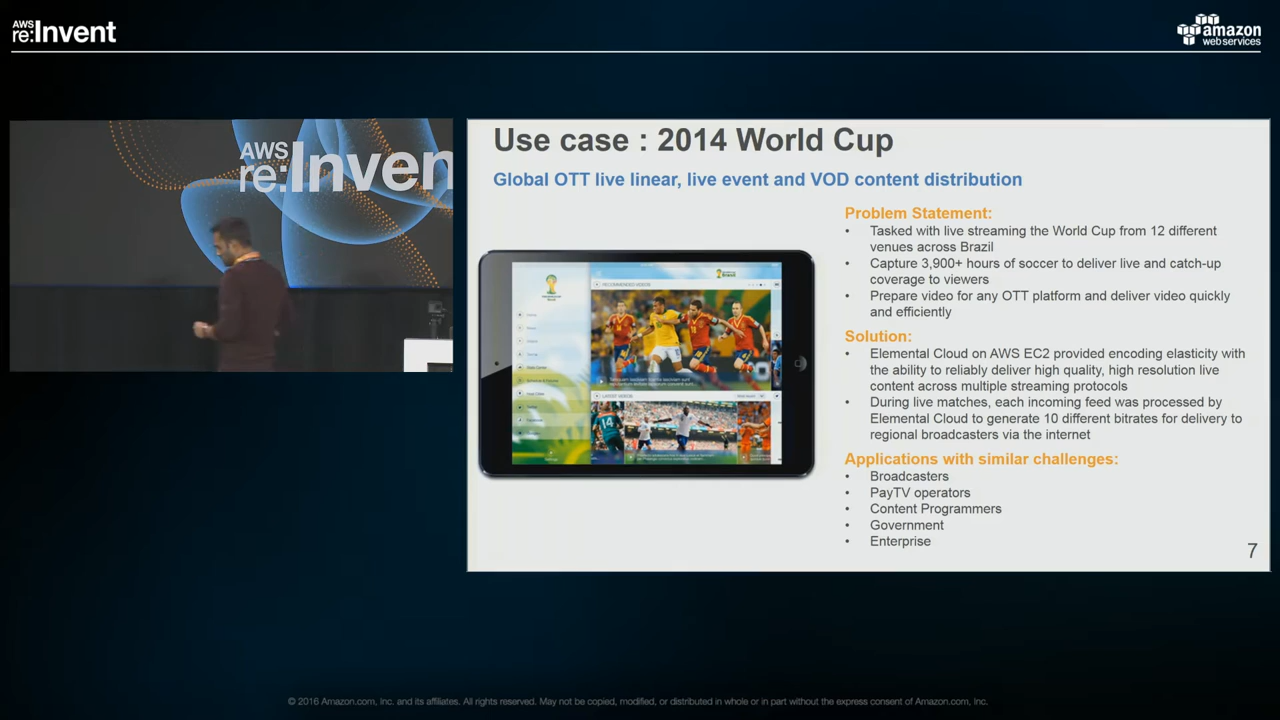 AWS
re:Invent
amazon
web services
AWS
re:Inven
Use case : 2014 World Cup
Global OTT live linear, live event and VOD content distribution
RECOMMENDED VIDEOS
LATEST VIDEOS
Problem Statement:
• Tasked with live streaming the World Cup from 12 different
venues across Brazil
• Capture 3,900+ hours of soccer to deliver live and catch-up
coverage to viewers
• Prepare video for any OTT platform and deliver video quickly
and efficiently
Solution:
• Elemental Cloud on AWS EC2 provided encoding elasticity with
the ability to reliably deliver high quality, high resolution live
content across multiple streaming protocols
• During live matches, each incoming feed was processed by
Elemental Cloud to generate 10 different bitrates for delivery to
regional broadcasters via the internet
Applications with similar challenges:
• Broadcasters
• PayTV operators
• Content Programmers
• Government
• Enterprise
7
© 2016 Amazon.com, Inc. and its affiliates. All rights reserved. May not be copied, modified, or distributed in whole or in part without the express consent of Amazon.com, Inc.